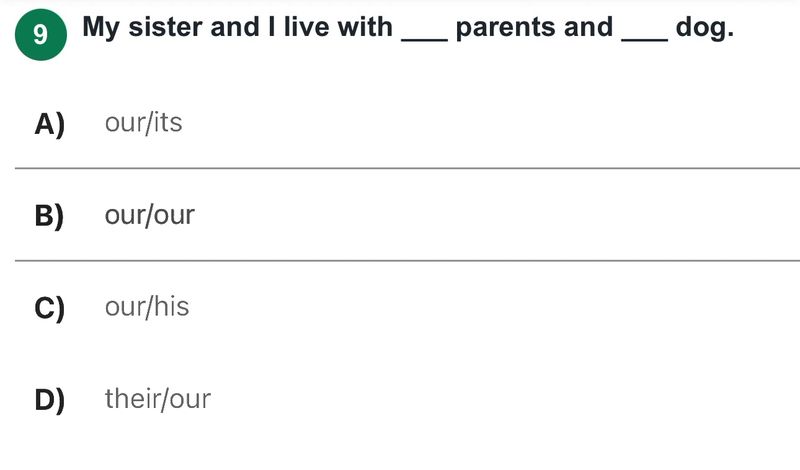 9 My sister and I live with ___ parents and ___ dog.
A) our/its
B) our/our
C) our/his
D) their/our